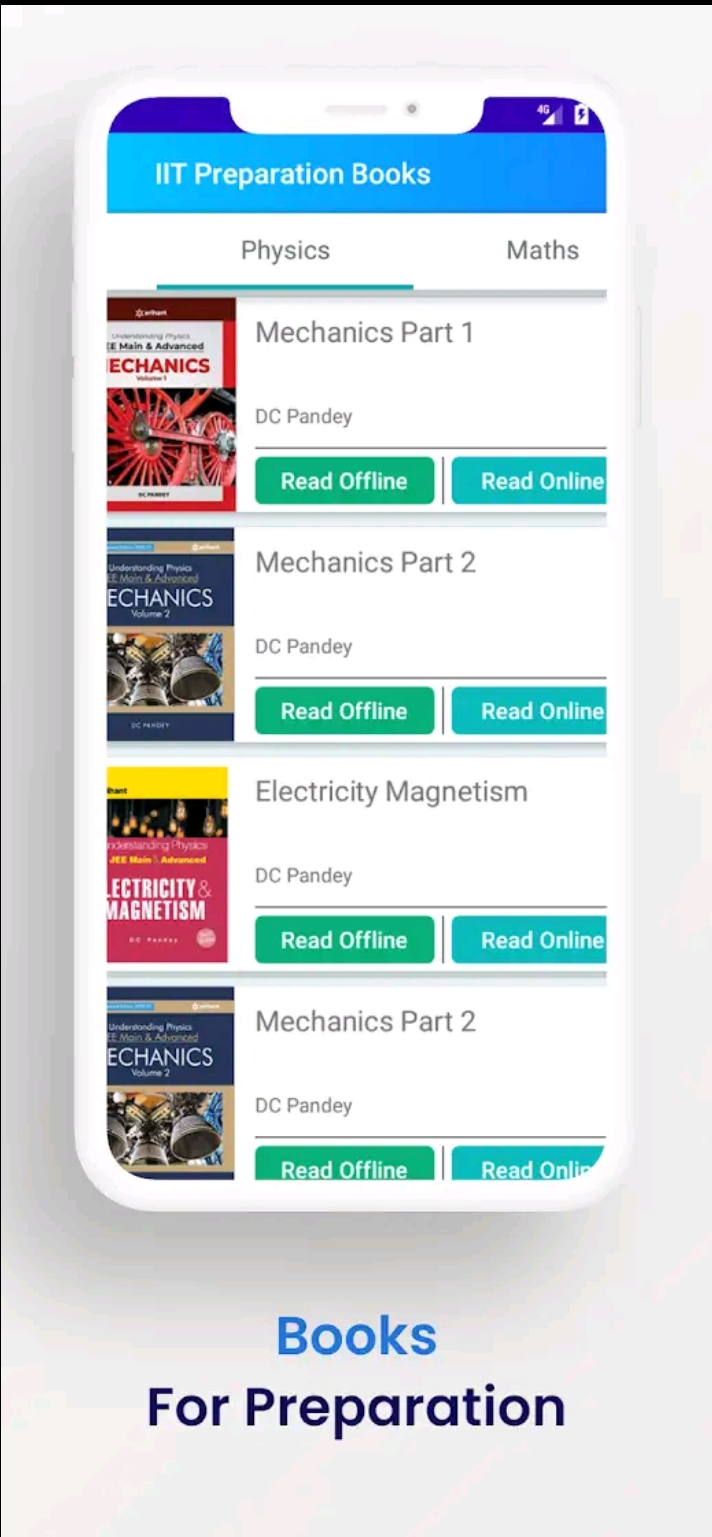 4G
IIT Preparation Books
Physics
Maths
arihant
Understanding Physics
EE Main & Advanced
ECHANICS
Volume 1
DC PANDEY
Mechanics Part 1
DC Pandey
Read Offline
Read Online
arihant
Understanding Physics
EE Main & Advanced
ECHANICS
Volume 2
DC PANDEY
Mechanics Part 2
DC Pandey
Read Offline
Read Online
ihant
nderstanding Physics
JEE Main & Advanced
LECTRICITY &
MAGNETISM
DC Pandey
Electricity Magnetism
DC Pandey
Read Offline
Read Online
arihant
Understanding Physics
EE Main & Advanced
ECHANICS
Volume 2
Mechanics Part 2
DC Pandey
Read Offline
Read Onlin
Books
For Preparation